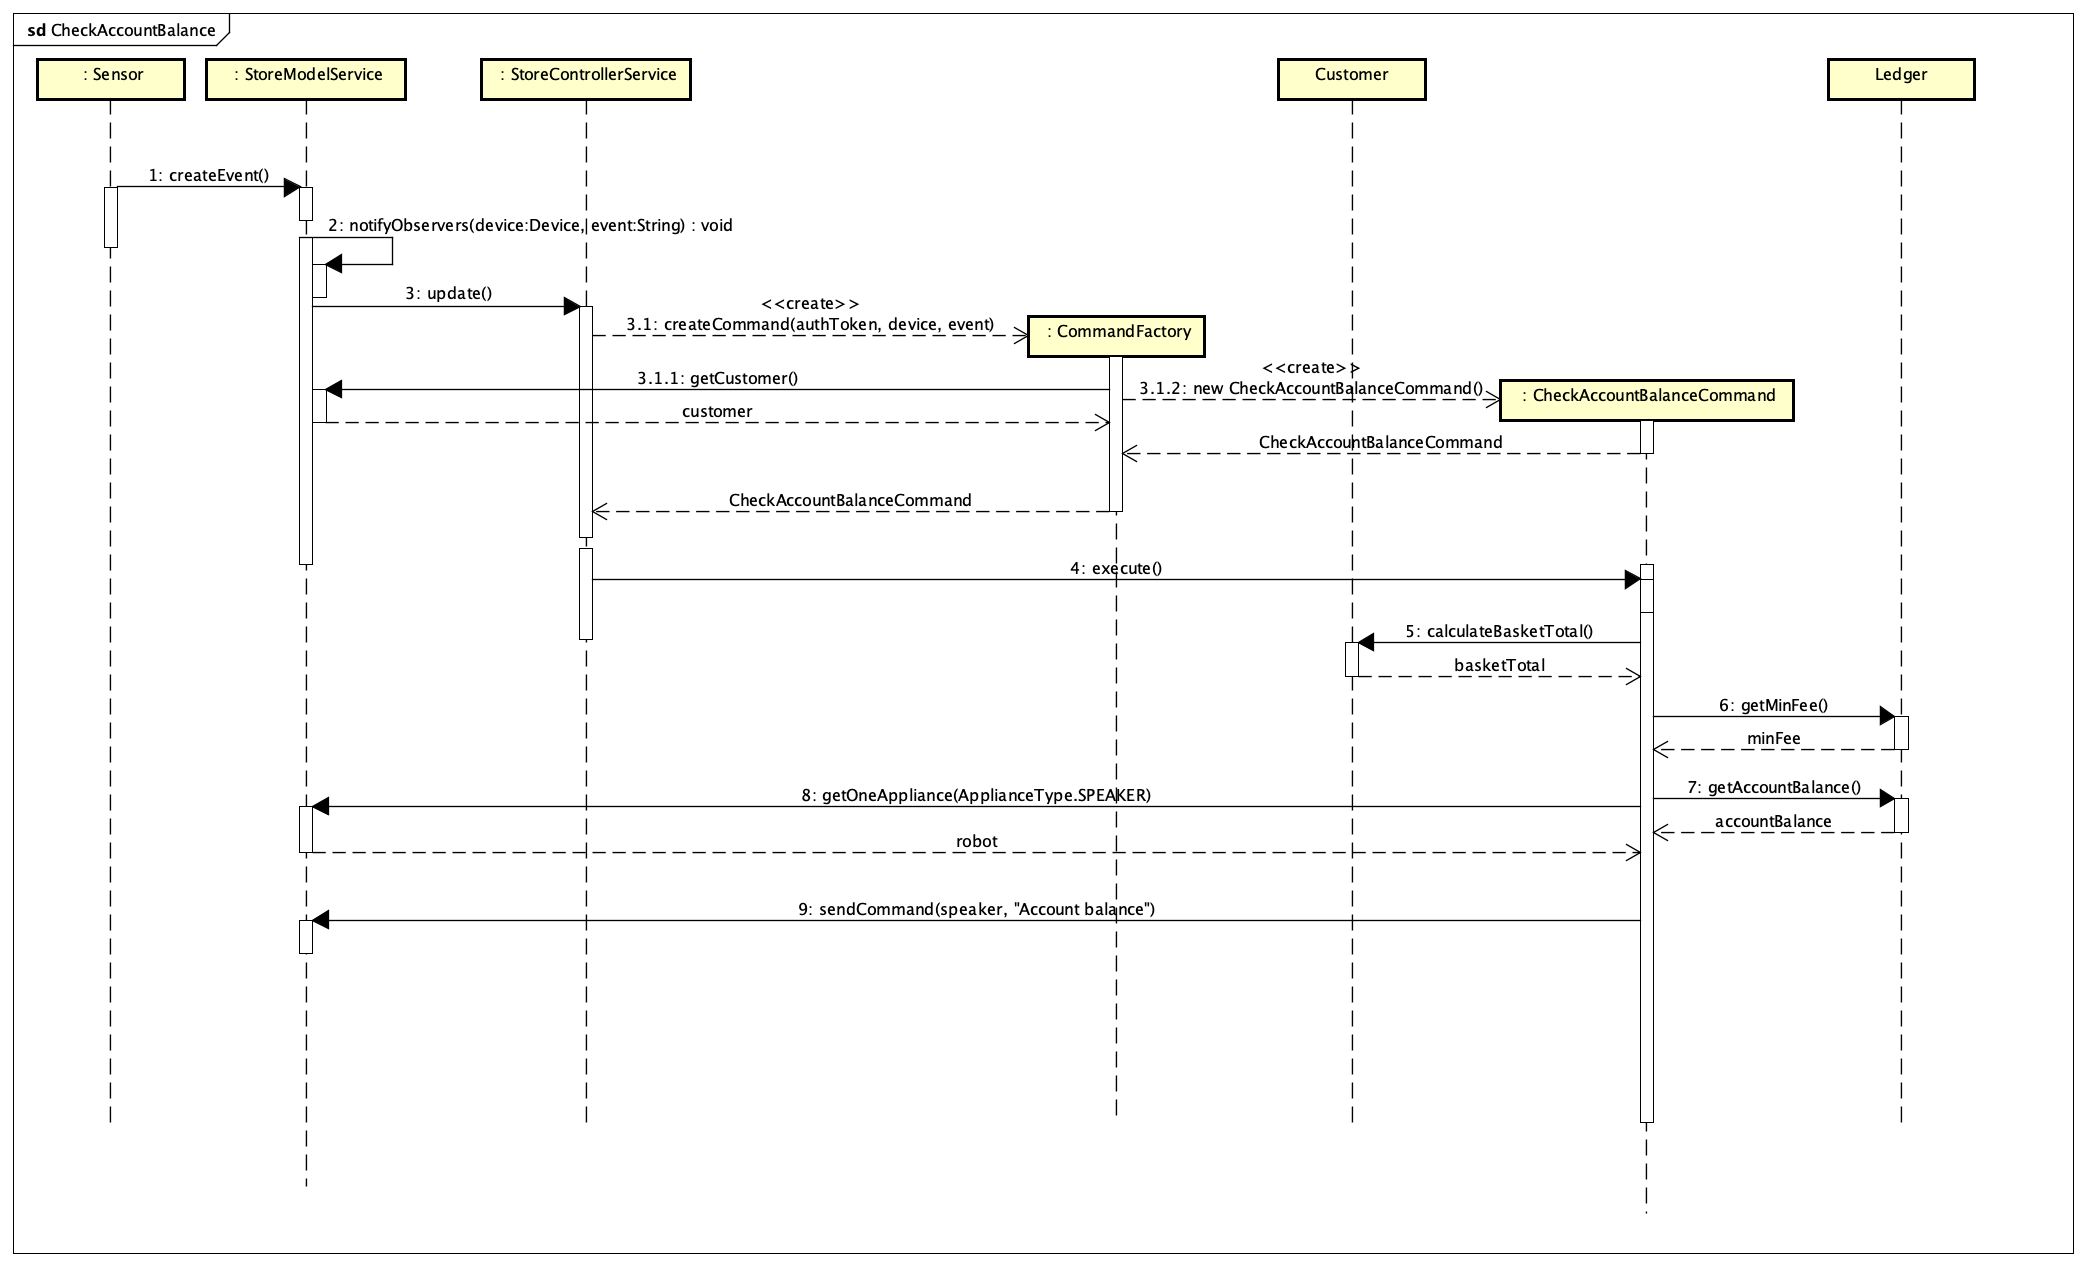 sd CheckAccountBalance
: Sensor
: StoreModelService
: StoreControllerService
Customer
Ledger
1: createEvent()
2: notifyObservers(device:Device, event:String) : void
3: update()
<<create>>
3.1: createCommand(authToken, device, event)
: CommandFactory
<<create>>
3.1.1: getCustomer()
3.1.2: new CheckAccountBalanceCommand()
: CheckAccountBalanceCommand
customer
CheckAccountBalanceCommand
CheckAccountBalanceCommand
4: execute()
5: calculateBasketTotal()
basketTotal
6: getMinFee()
minFee
7: getAccountBalance()
8: getOneAppliance(ApplianceType.SPEAKER)
accountBalance
robot
9: sendCommand(speaker, "Account balance")